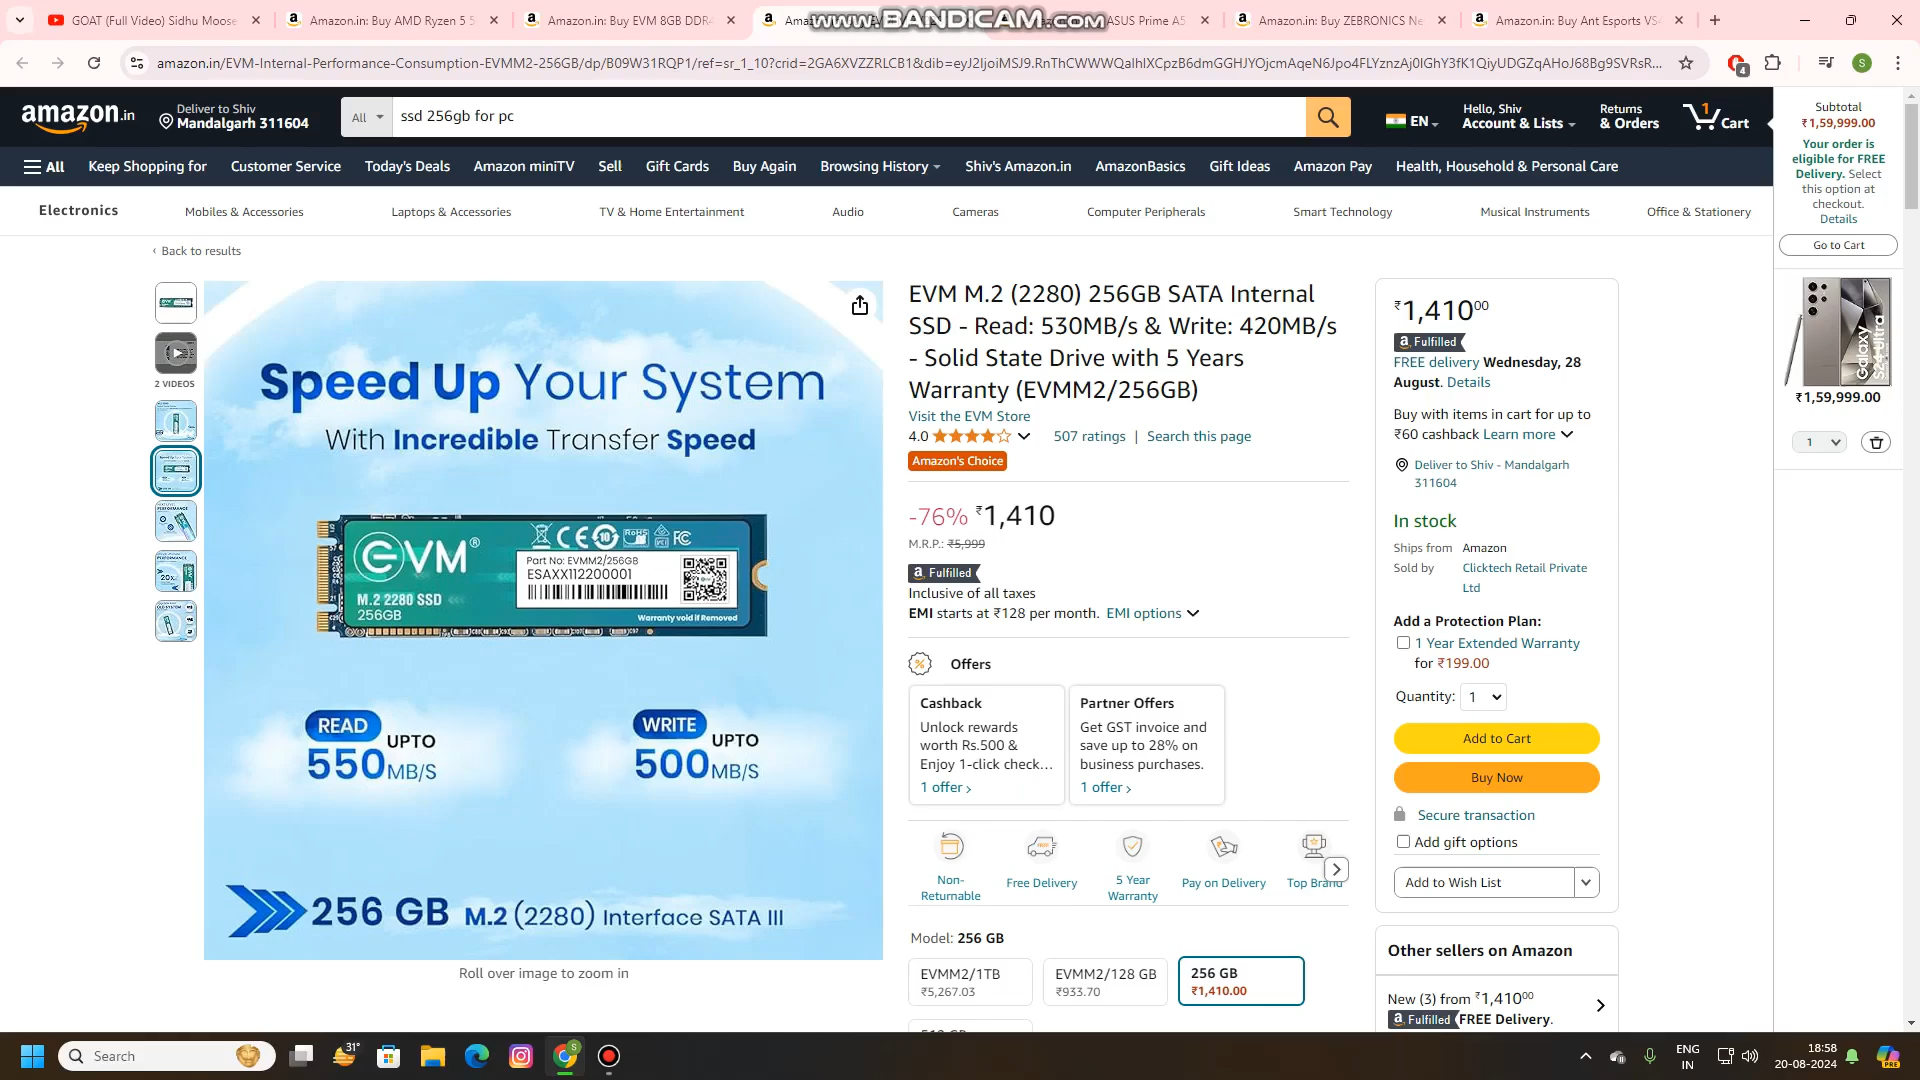 GOAT (Full Video) Sidhu Moose
Amazon.in: Buy AMD Ryzen 5 5
Amazon.in: Buy EVM 8GB DDR4
ASUS Prime A5
Amazon.in: Buy ZEBRONICS Ne
Amazon.in: Buy Ant Esports VS
www.BANDICAM.com
amazon.in/EVM-Internal-Performance-Consumption-EVMM2-256GB/dp/B09W31RQP1/ref=sr_1_10?crid=2GA6XVZZRLCB1&dib=eyJ2IjoiMSJ9.RnThCWWWQaIhIXCpzB6dmGGHJYOjcmAqeN6Jpo4FLYznzAj0lGhY3fK1QiyUDGZqAHoJ68Bg9SVRsR...
4
S
amazon.in
Deliver to Shiv
Mandalgarh 311604
All
ssd 256gb for pc
EN
Hello, Shiv
Account & Lists
Returns
& Orders
1
Cart
All
Keep Shopping for
Customer Service
Today's Deals
Amazon miniTV
Sell
Gift Cards
Buy Again
Browsing History
Shiv's Amazon.in
AmazonBasics
Gift Ideas
Amazon Pay
Health, Household & Personal Care
Electronics
Mobiles & Accessories
Laptops & Accessories
TV & Home Entertainment
Audio
Cameras
Computer Peripherals
Smart Technology
Musical Instruments
Office & Stationery
‹ Back to results
2 VIDEOS
Speed Up Your System
With Incredible Transfer Speed
EVM®
M.2 2280 SSD
256GB
Part No: EVMM2/256GB
ESAXX112200001
RoHS
FC
Warranty void if Removed
READ
UPTO
550MB/S
WRITE
UPTO
500MB/S
256 GB M.2 (2280) Interface SATA III
Roll over image to zoom in
EVM M.2 (2280) 256GB SATA Internal
SSD - Read: 530MB/s & Write: 420MB/s
- Solid State Drive with 5 Years
Warranty (EVMM2/256GB)
Visit the EVM Store
4.0
507 ratings | Search this page
Amazon's Choice
-76% ₹1,410
M.R.P.: ₹5,999
a Fulfilled
Inclusive of all taxes
EMI starts at ₹128 per month. EMI options
Offers
Cashback
Unlock rewards
worth Rs.500 &
Enjoy 1-click check…
1 offer ›
Partner Offers
Get GST invoice and
save up to 28% on
business purchases.
1 offer ›
Non-
Returnable
Free Delivery
5 Year
Warranty
Pay on Delivery
Top Brand
Model: 256 GB
EVMM2/1TB
₹5,267.03
EVMM2/128 GB
₹933.70
256 GB
₹1,410.00
₹1,41000
a Fulfilled
FREE delivery Wednesday, 28
August. Details
Buy with items in cart for up to
₹60 cashback Learn more
Deliver to Shiv - Mandalgarh
311604
In stock
Ships from Amazon
Sold by Clicktech Retail Private
Ltd
Add a Protection Plan:
1 Year Extended Warranty
for ₹199.00
Quantity: 1
Add to Cart
Buy Now
Secure transaction
Add gift options
Add to Wish List
Other sellers on Amazon
New (3) from ₹1,41000
a Fulfilled FREE Delivery.
Subtotal
₹1,59,999.00
Your order is
eligible for FREE
Delivery. Select
this option at
checkout.
Details
Go to Cart
Galaxy
S24 Ultra
₹1,59,999.00
1
Search
31°
S
ENG
IN
18:58
20-08-2024
PRE